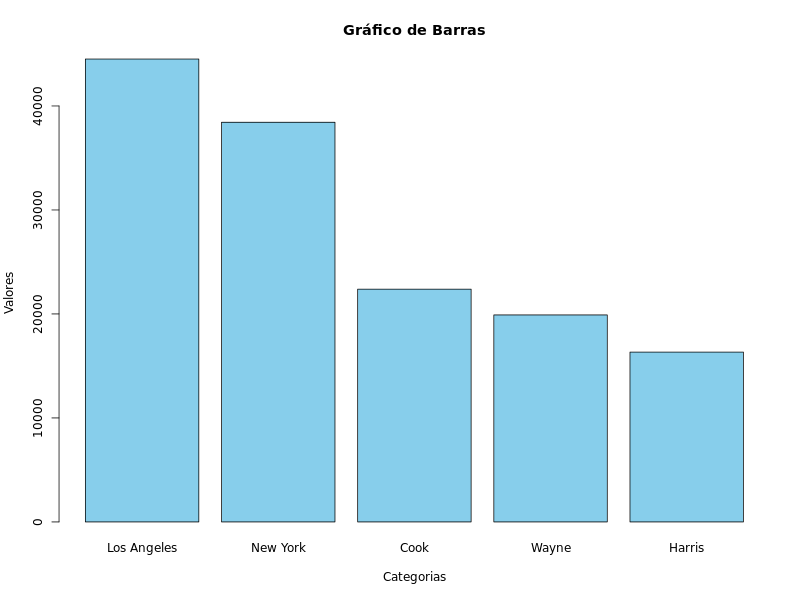 Gráfico de Barras
Valores
40000
30000
20000
10000
0
Los Angeles
New York
Cook
Wayne
Harris
Categorias